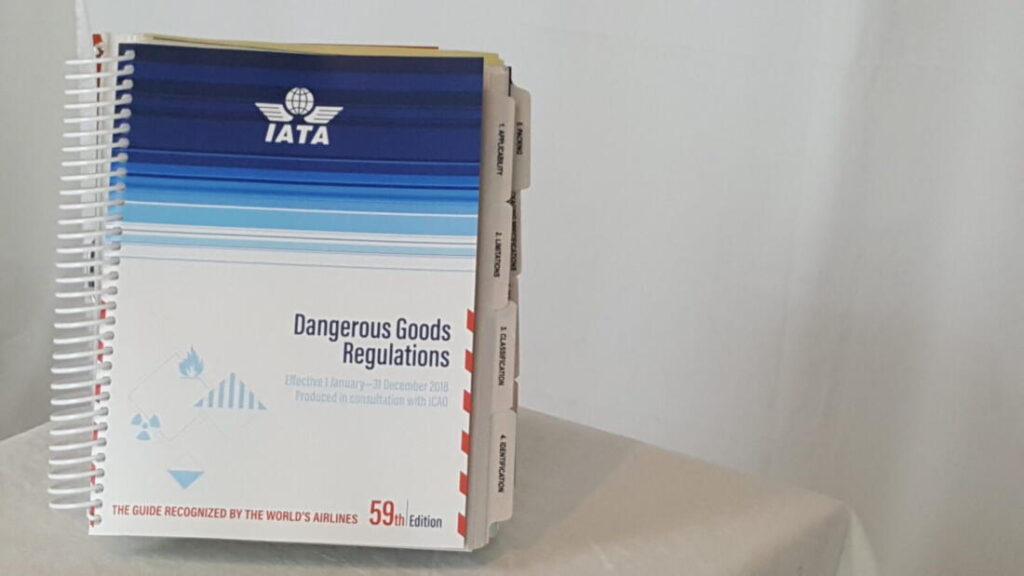 IATA
Dangerous Goods
Regulations
Effective 1 January—31 December 2018
Produced in consultation with ICAO
THE GUIDE RECOGNIZED BY THE WORLD'S AIRLINES
59th Edition
1. APPLICABILITY
2. LIMITATIONS
3. CLASSIFICATION
4. IDENTIFICATION
5. PACKING